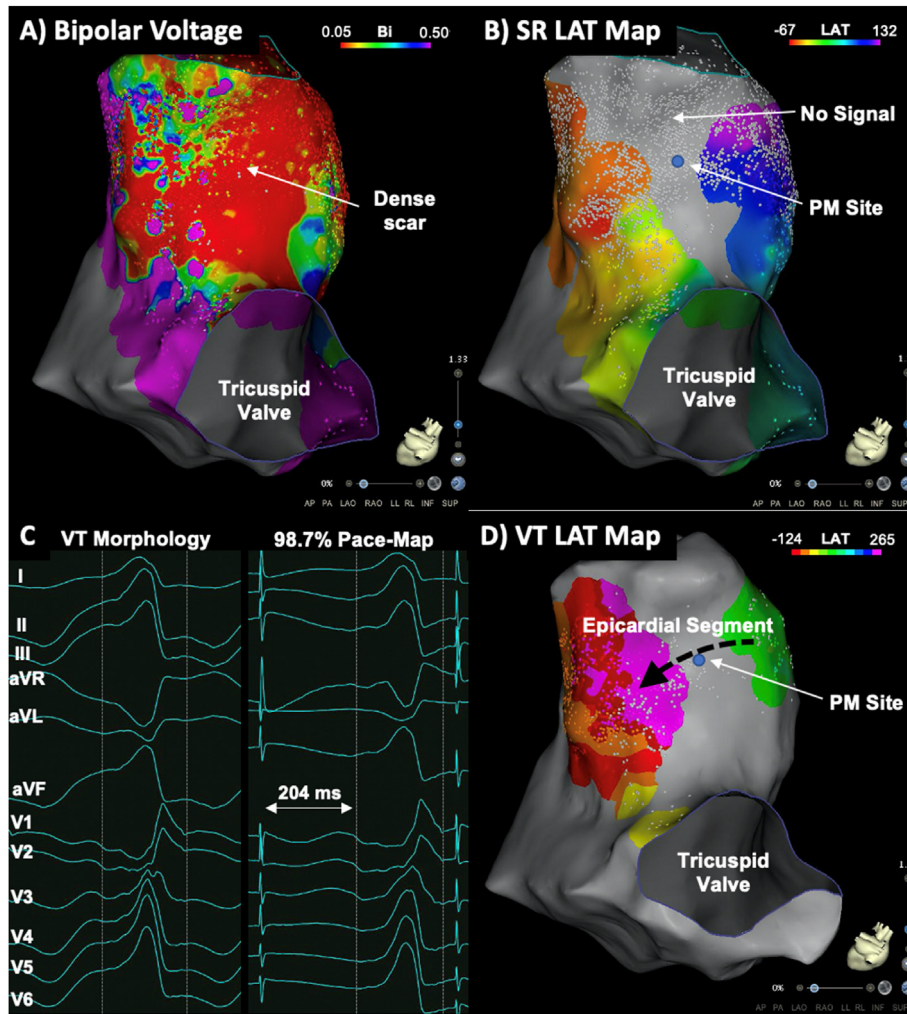 A) Bipolar Voltage
0.05 Bi 0.50
Dense
scar
Tricuspid
Valve
1.33
0%
AP PA LAO RAO LL RL INF SUP
B) SR LAT Map
-67 LAT 132
No Signal
PM Site
Tricuspid
Valve
1.
0%
AP PA LAO RAO LL RL INF SUP
C VT Morphology
98.7% Pace-Map
I
II
III
aVR
aVL
aVF
204 ms
V1
V2
V3
V4
V5
V6
D) VT LAT Map
-124 LAT 265
Epicardial Segment
PM Site
Tricuspid
Valve
1.
0%
AP PA LAO RAO LL RL INF SUP